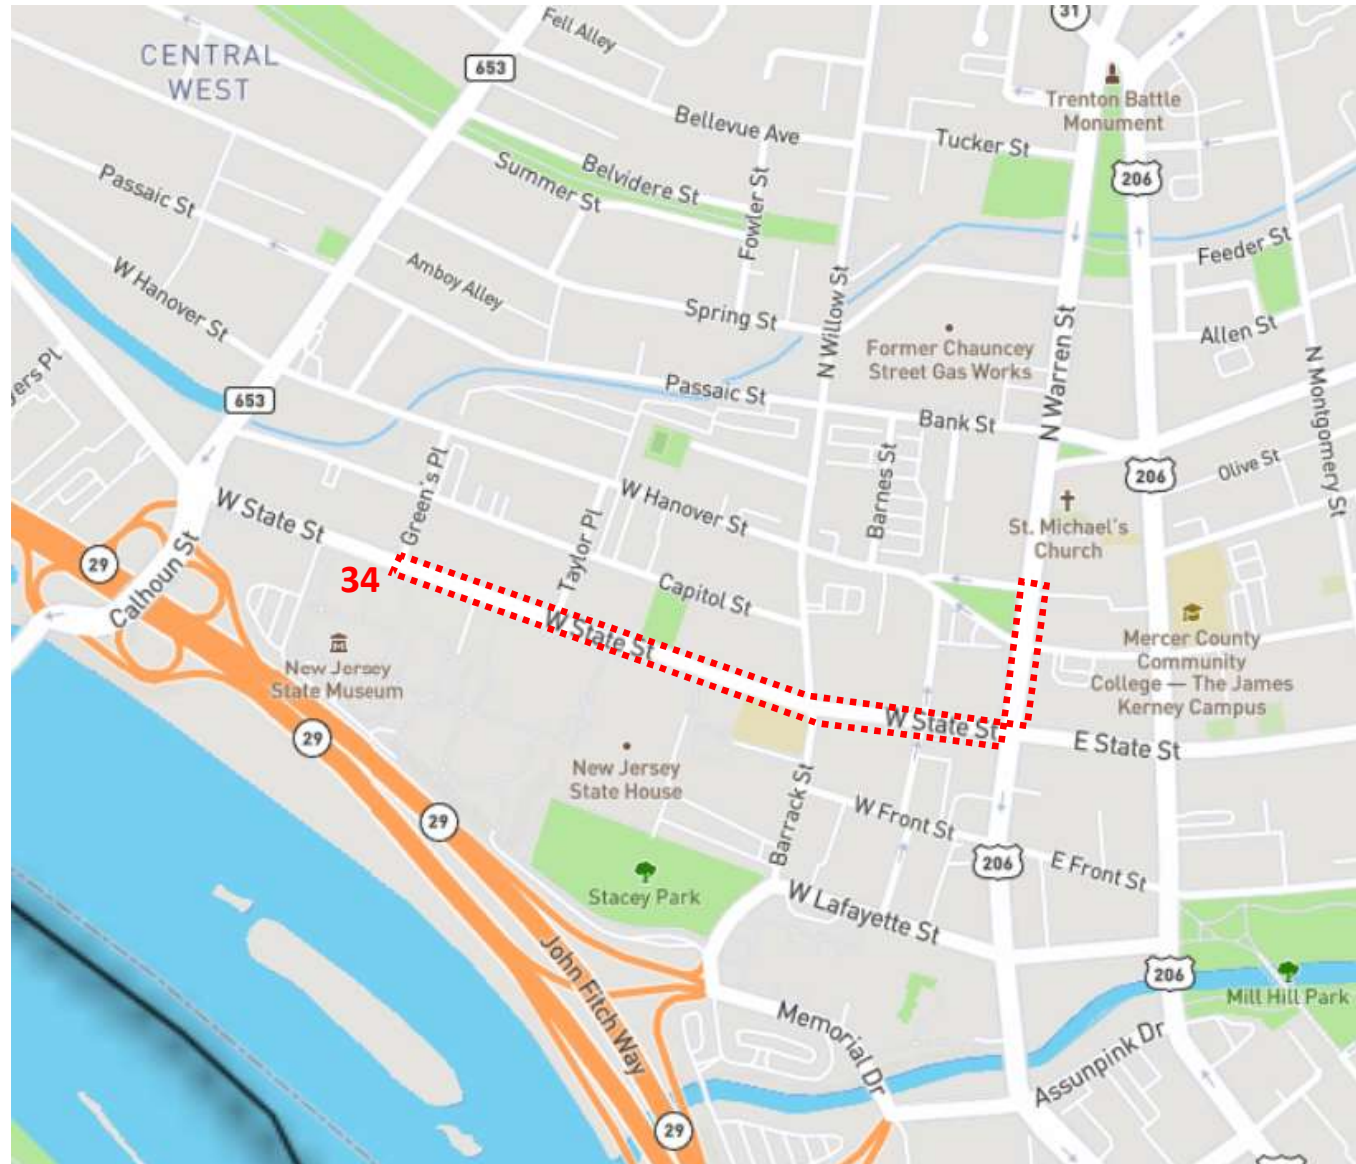 31
Fell Alley
CENTRAL
WEST
653
Trenton Battle
Monument
Bellevue Ave
Tucker St
Belvidere St
Summer St
206
Passaic St
Fowler St
Feeder St
Amboy Alley
W Hanover St
Spring St
N Willow St
Allen St
Former Chauncey
Street Gas Works
N Warren St
N Montgomery St
ers Pl
653
Passaic St
Bank St
Green's Pl
Barnes St
206
Olive St
W State St
W Hanover St
St. Michael's
Church
Taylor Pl
29
34
Calhoun St
Capitol St
W State St
New Jersey
State Museum
Mercer County
Community
College — The James
Kerney Campus
W State St
E State St
29
New Jersey
State House
29
Barrack St
W Front St
206
E Front St
Stacey Park
W Lafayette St
John Fitch Way
206
Mill Hill Park
Memorial Dr
Assunpink Dr
29